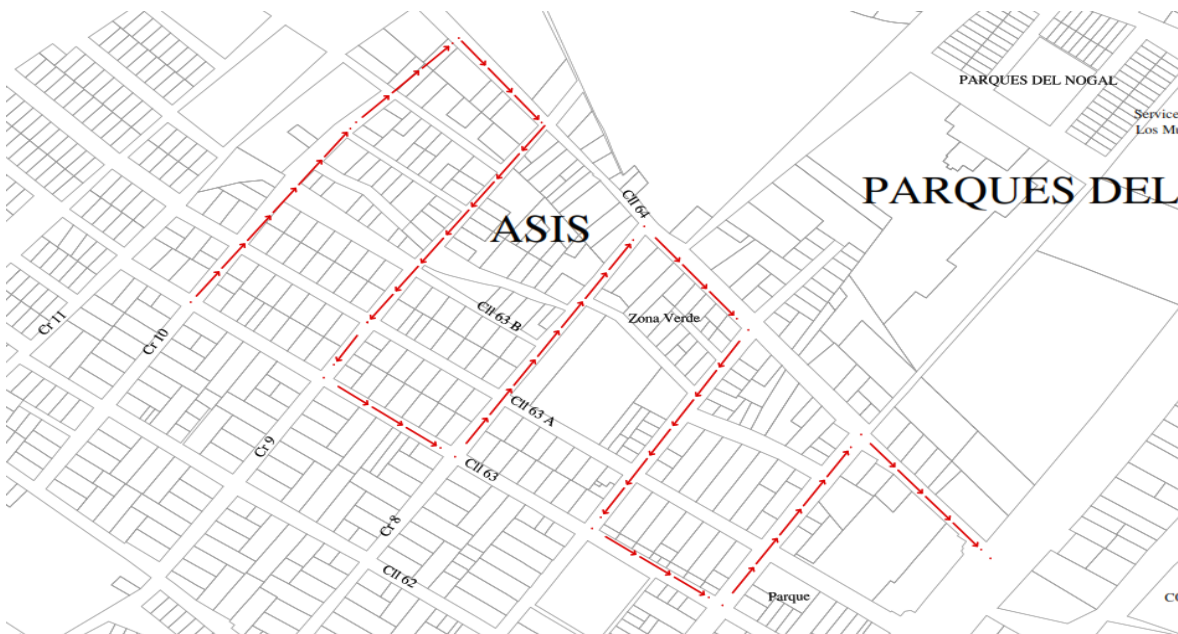 PARQUES DEL NOGAL
Service
Los Mu
PARQUES DEL
Cll 64
ASIS
Cll 63 B
Zona Verde
Cr 11
Cr 10
Cll 63 A
Cr 9
Cll 63
Cr 8
Cll 62
Parque
CO